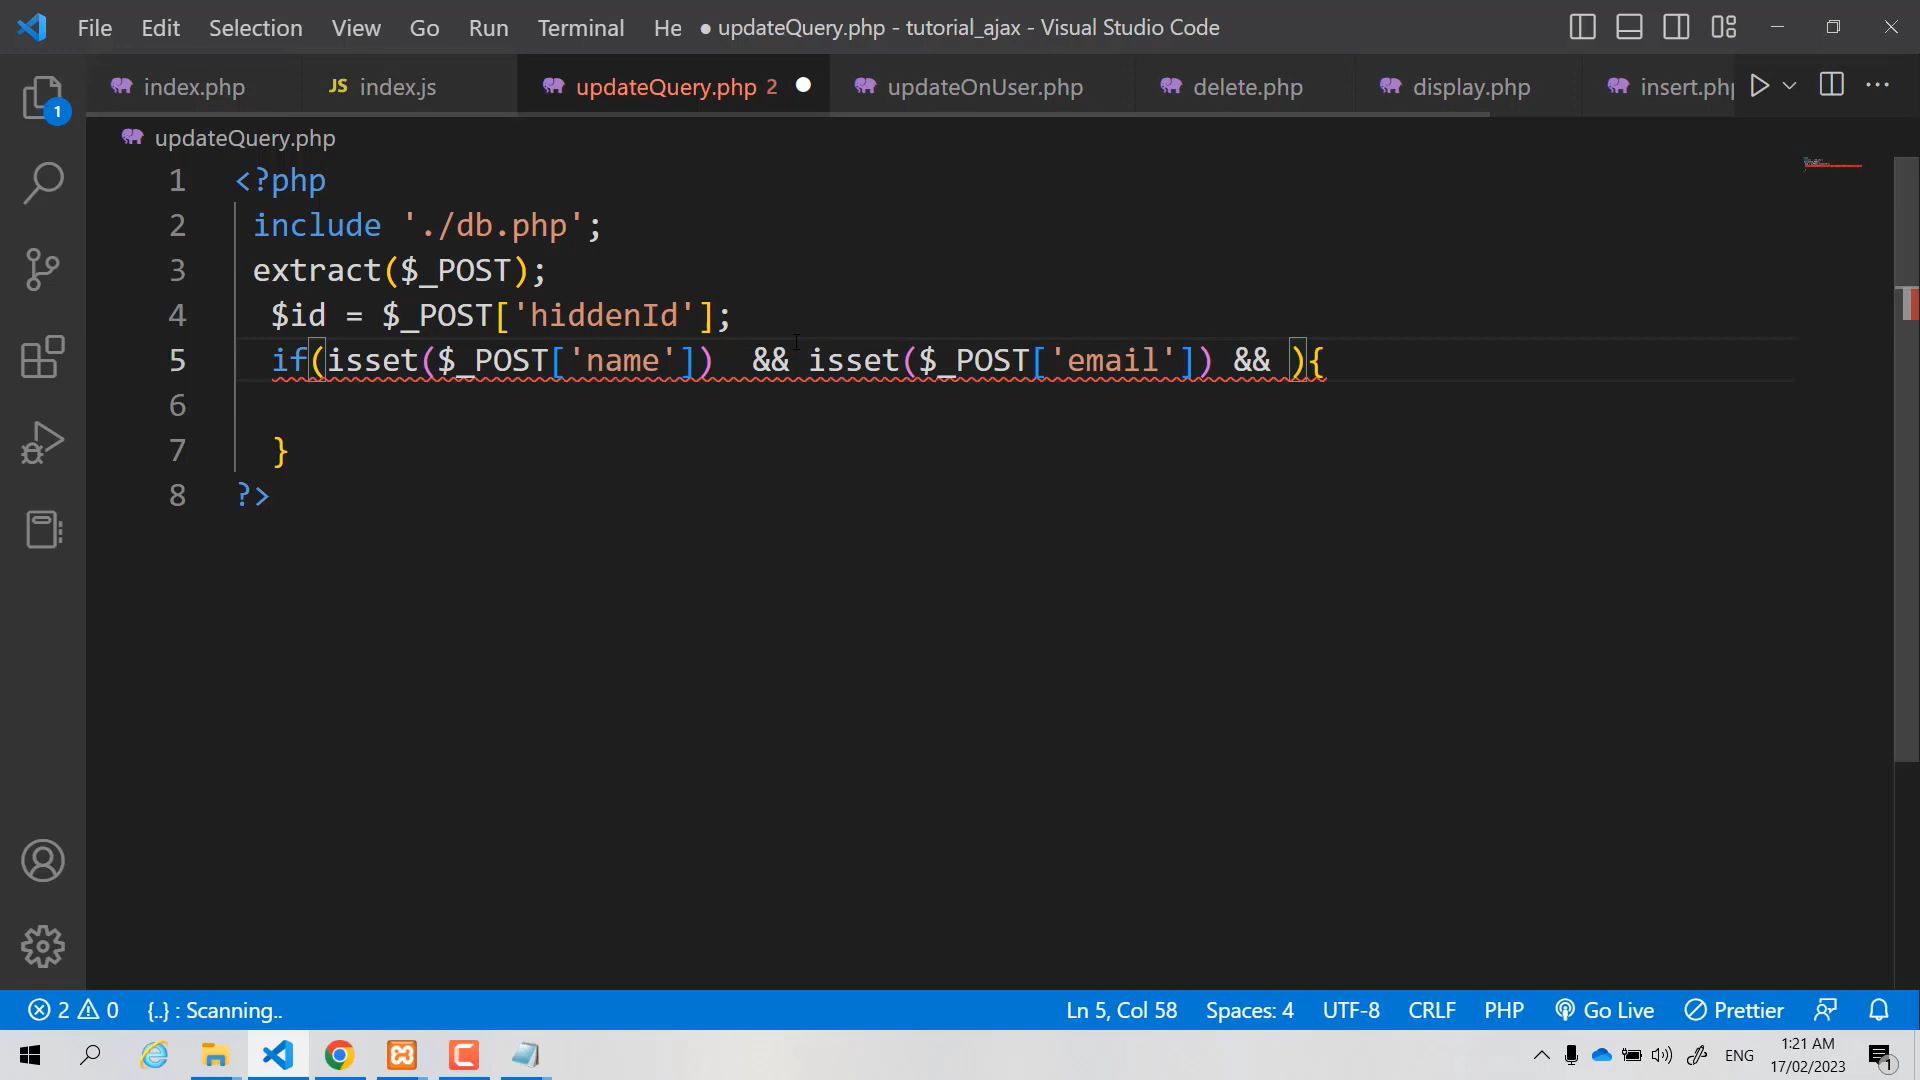 File Edit Selection View Go Run Terminal He ● updateQuery.php - tutorial_ajax - Visual Studio Code
index.php JS index.js updateQuery.php 2 updateOnUser.php delete.php display.php insert.php
1
updateQuery.php
1 <?php
2 include './db.php';
3 extract($_POST);
4 $id = $_POST['hiddenId'];
5 if(isset($_POST['name'])  && isset($_POST['email']) && ){
6
7 }
8 ?>
2 0 {..} : Scanning.. Ln 5, Col 58 Spaces: 4 UTF-8 CRLF PHP Go Live Prettier
ENG 1:21 AM
17/02/2023 1